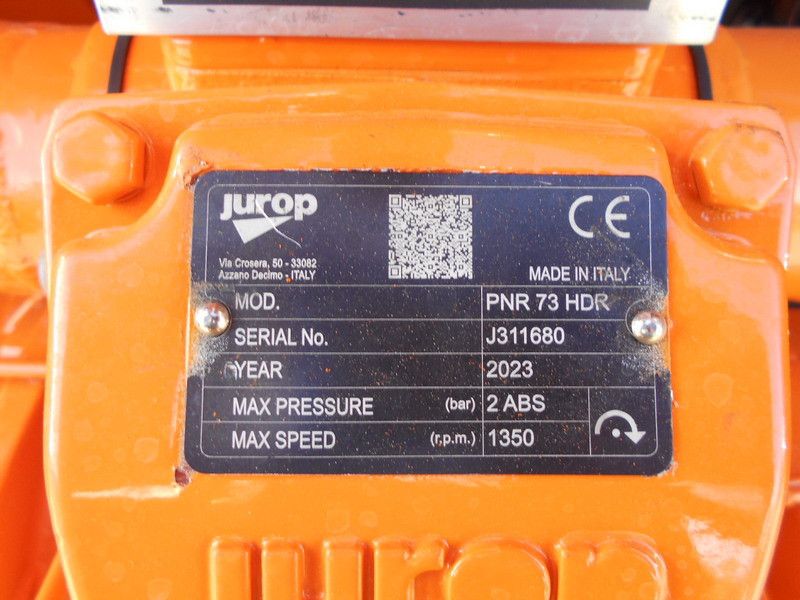 jurop
Via Crosera, 50 - 33082
Azzano Decimo - ITALY
CE
MADE IN ITALY
MOD. PNR 73 HDR
SERIAL No. J311680
YEAR 2023
MAX PRESSURE (bar) 2 ABS
MAX SPEED (r.p.m.) 1350
jurop